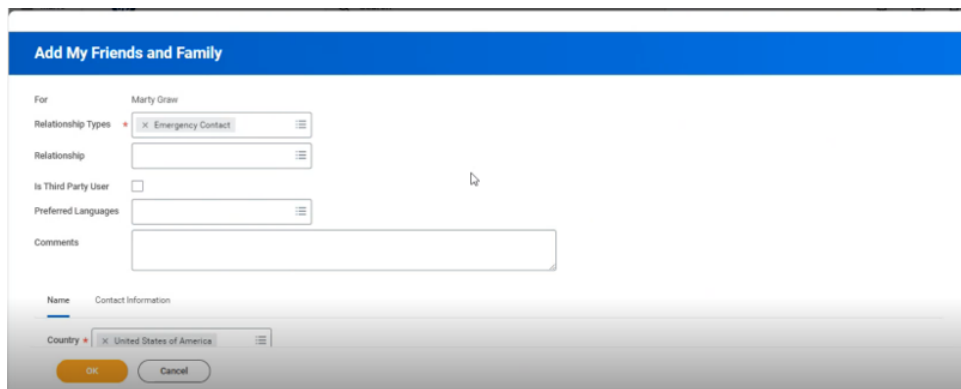 Add My Friends and Family
For Marty Graw
Relationship Types * × Emergency Contact
Relationship
Is Third Party User
Preferred Languages
Comments
Name Contact Information
Country * × United States of America
OK Cancel